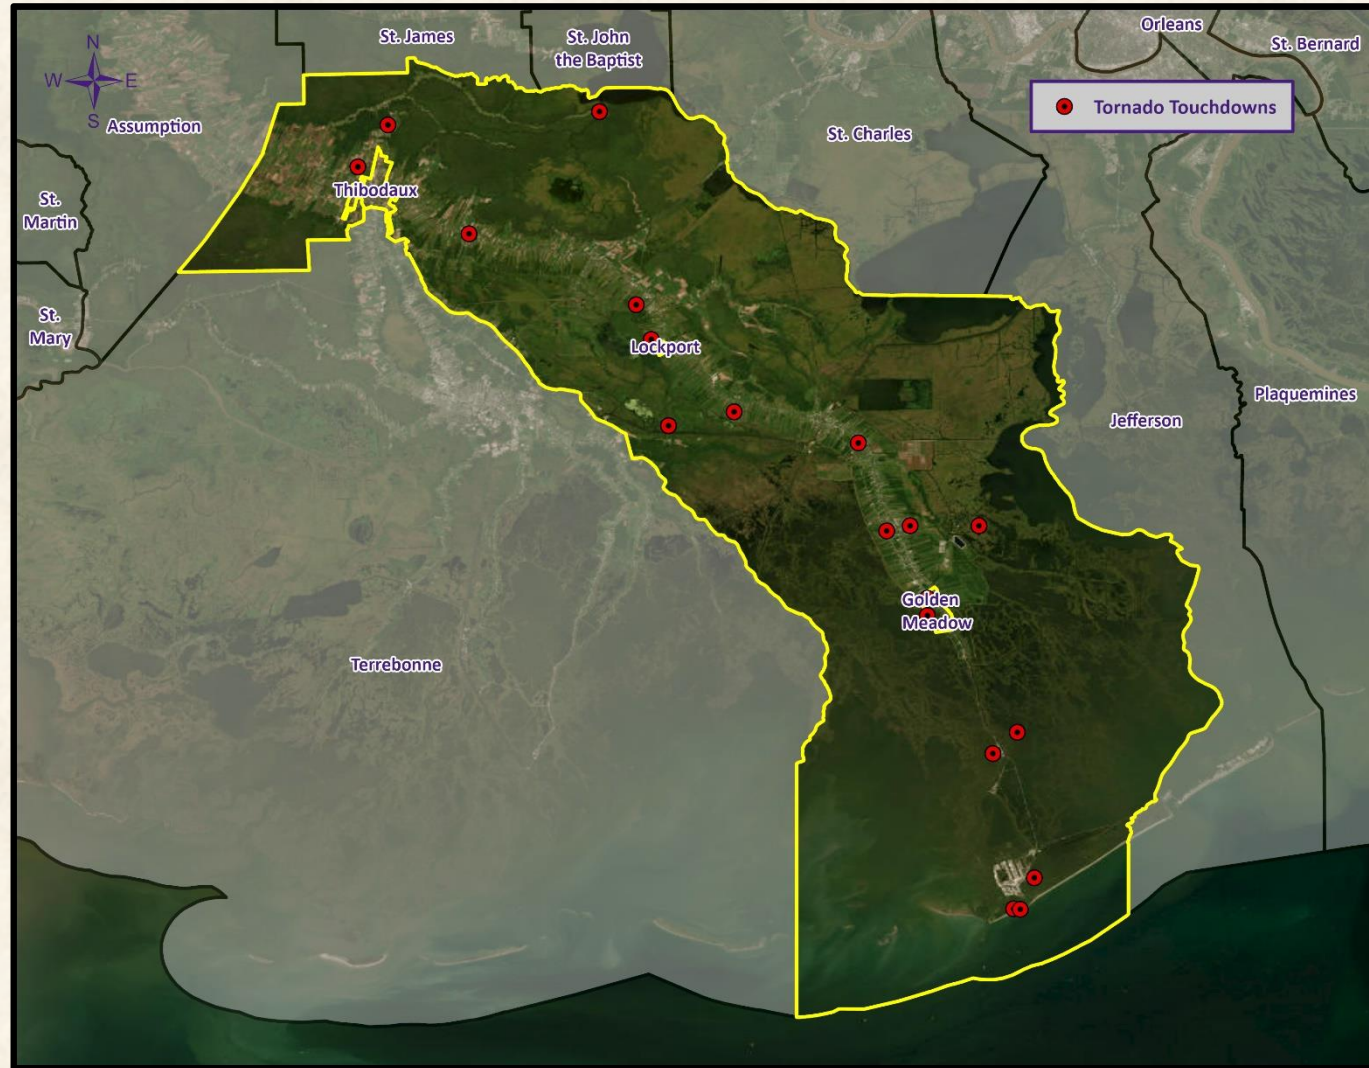 Orleans
St. James
St. John
the Baptist
St. Bernard
N
W
E
S
Tornado Touchdowns
Assumption
St. Charles
Thibodaux
St.
Martin
St.
Mary
Lockport
Plaquemines
Jefferson
Golden
Meadow
Terrebonne